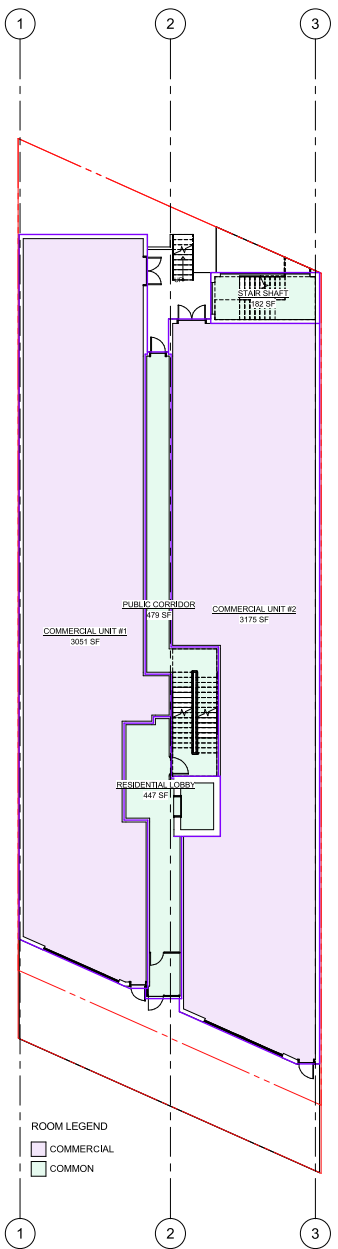 1
2
3
STAIR SHAFT
182 SF
PUBLIC CORRIDOR
479 SF
COMMERCIAL UNIT #2
3175 SF
COMMERCIAL UNIT #1
3051 SF
RESIDENTIAL LOBBY
447 SF
ROOM LEGEND
COMMERCIAL
COMMON
1
2
3